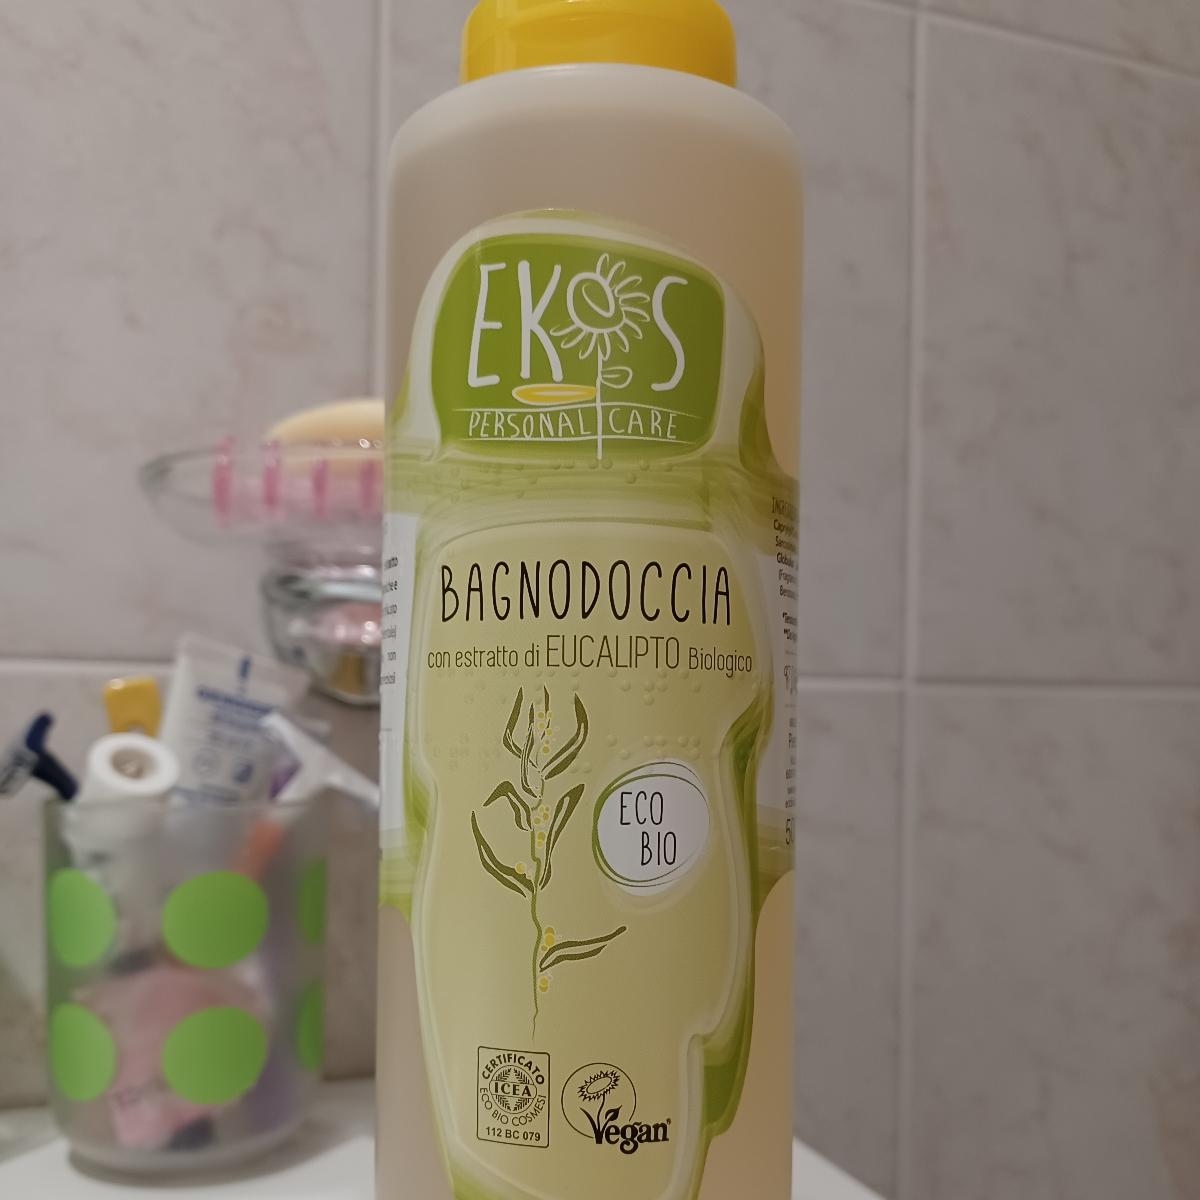 EKOS
PERSONAL CARE
BAGNODOCCIA
con estratto di EUCALIPTO Biologico
ECO
BIO
CERTIFICATO
ICEA
ECO BIO COSMESI
112 BC 079
Vegan